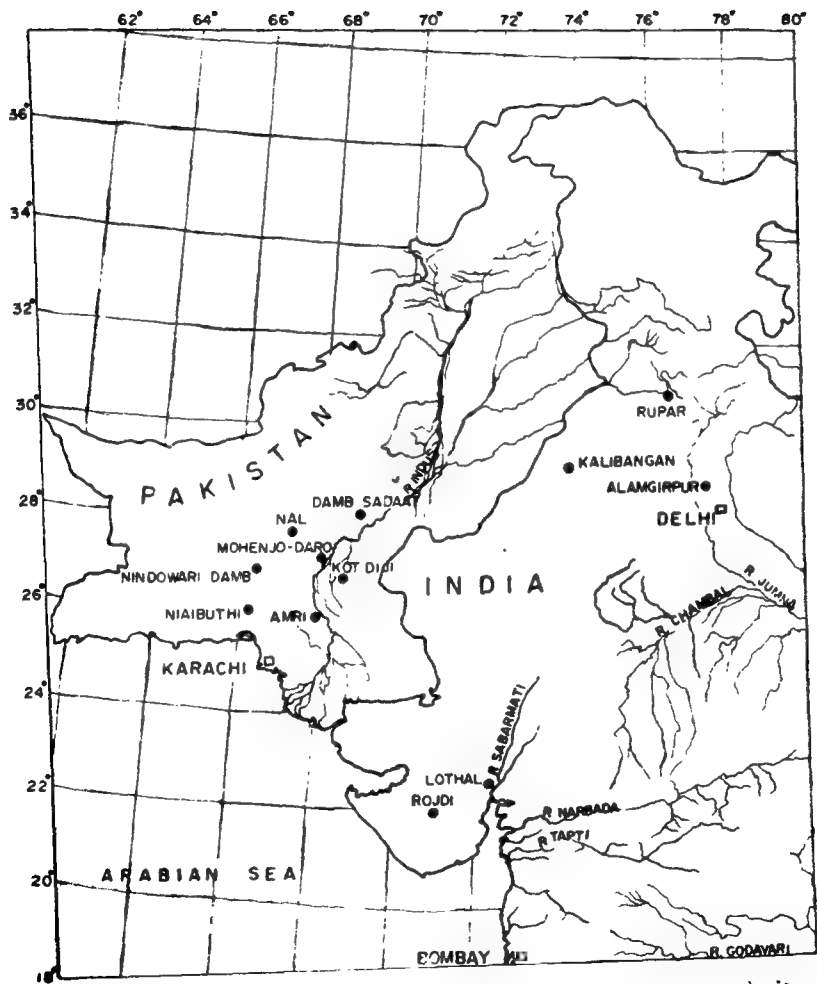 62° 64° 65° 66° 68° 70° 72° 74° 76° 78° 80°
36°
34°
32°
30°
28°
26°
24°
22°
20°
18°
PAKISTAN
R. INDUS
RUPAR
KALIBANGAN
ALAMGIRPUR
DELHI
DAMB SADAAT
NAL
MOHENJO-DARO
KOT DIJI
NINDOWARI DAMB
INDIA
NIAIBUTHI
AMRI
R. JUMNA
R. CHAMBAL
KARACHI
R SABARMATI
LOTHAL
ROJDI
R NARBADA
R TAPTI
ARABIAN SEA
BOMBAY
R. GODAVARI